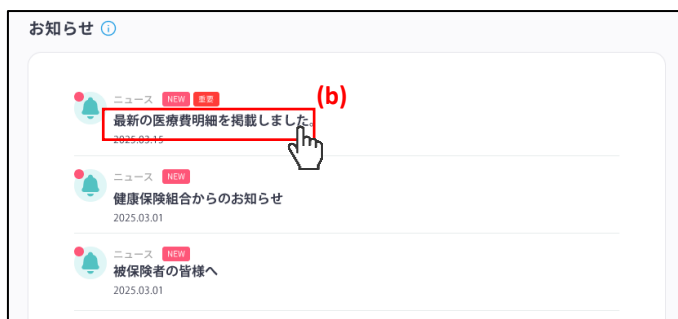 お知らせ
ニュース NEW 重要
(b)
最新の医療費明細を掲載しました。
2025.03.15
ニュース NEW
健康保険組合からのお知らせ
2025.03.01
ニュース NEW
被保険者の皆様へ
2025.03.01